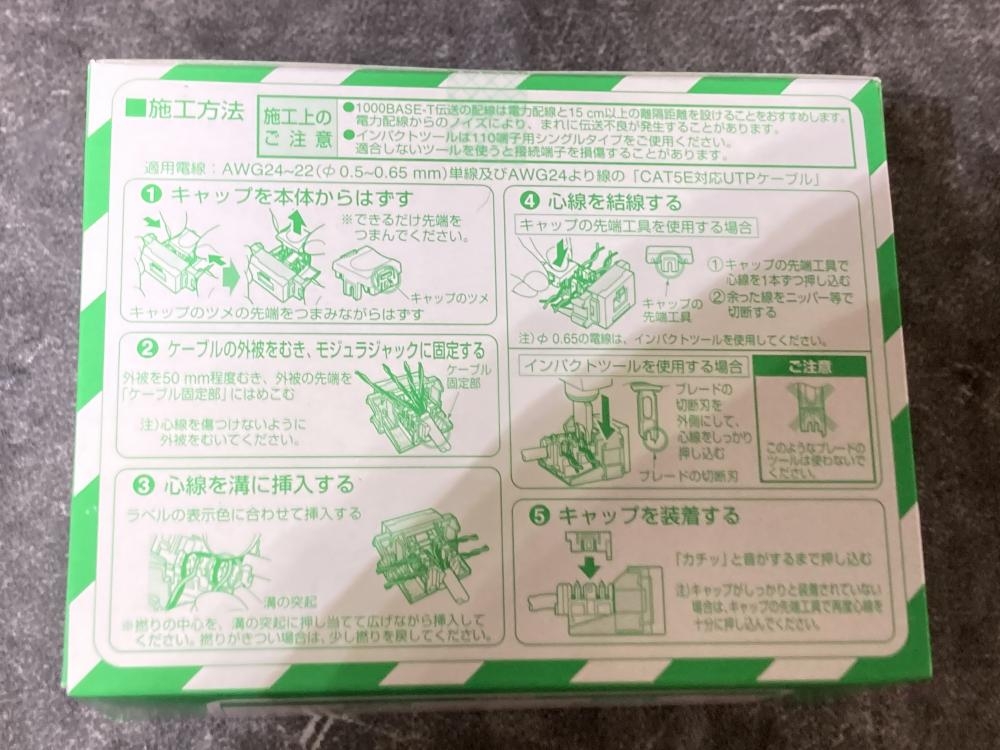 ■施工方法
施工上の
ご注意
●1000BASE-T伝送の配線は電力配線と15 cm以上の離隔距離を設けることをおすすめします。
電力配線からのノイズにより、まれに伝送不良が発生することがあります。
●インパクトツールは110端子用シングルタイプをご使用ください。
適合しないツールを使うと接続端子を損傷することがあります。
適用電線：AWG24~22(φ0.5~0.65 mm)単線及びAWG24より線の「CAT5E対応UTPケーブル」
❶ キャップを本体からはずす
※できるだけ先端を
つまんでください。
キャップのツメ
キャップのツメの先端をつまみながらはずす
❷ ケーブルの外被をむき、モジュラジャックに固定する
外被を50 mm程度むき、外被の先端を
「ケーブル固定部」にはめこむ
ケーブル
固定部
注)心線を傷つけないように
外被をむいてください。
❸ 心線を溝に挿入する
ラベルの表示色に合わせて挿入する
溝の突起
※撚りの中心を、溝の突起に押し当てて広げながら挿入して
ください。撚りがきつい場合は、少し撚りを戻してください。
❹ 心線を結線する
キャップの先端工具を使用する場合
①キャップの先端工具で
心線を1本ずつ押し込む
②余った線をニッパー等で
切断する
キャップの
先端工具
注)φ0.65の電線は、インパクトツールを使用してください。
インパクトツールを使用する場合
ブレードの
切断刃を
外側にして、
心線をしっかり
押し込む
ブレードの切断刃
ご注意
このようなブレードの
ツールは使わないで
ください。
❺ キャップを装着する
「カチッ」と音がするまで押し込む
注)キャップがしっかりと装着されていない
場合は、キャップの先端工具で再度心線を
十分に押し込んでください。